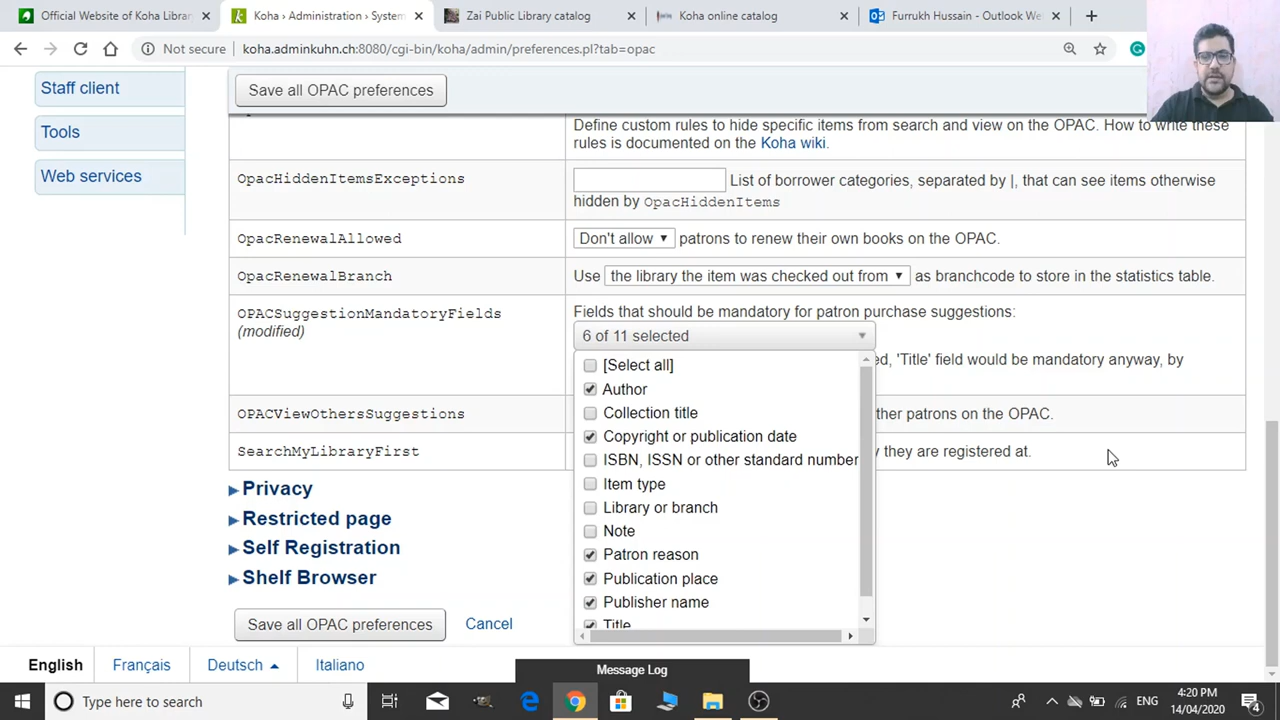 Official Website of Koha Librar
Koha › Administration › System
Zai Public Library catalog
Koha online catalog
Furrukh Hussain - Outlook We
Not secure
koha.adminkuhn.ch:8080/cgi-bin/koha/admin/preferences.pl?tab=opac
Staff client
Tools
Web services
Save all OPAC preferences
Define custom rules to hide specific items from search and view on the OPAC. How to write these
rules is documented on the Koha wiki.
OpacHiddenItemsExceptions
List of borrower categories, separated by |, that can see items otherwise
hidden by OpacHiddenItems
OpacRenewalAllowed
Don't allow patrons to renew their own books on the OPAC.
OpacRenewalBranch
Use the library the item was checked out from as branchcode to store in the statistics table.
OPACSuggestionMandatoryFields
(modified)
Fields that should be mandatory for patron purchase suggestions:
6 of 11 selected
ed, 'Title' field would be mandatory anyway, by
[Select all]
Author
Collection title
Copyright or publication date
ISBN, ISSN or other standard number
Item type
Library or branch
Note
Patron reason
Publication place
Publisher name
Title
OPACViewOthersSuggestions
ther patrons on the OPAC.
SearchMyLibraryFirst
y they are registered at.
Privacy
Restricted page
Self Registration
Shelf Browser
Save all OPAC preferences
Cancel
English
Français
Deutsch
Italiano
Message Log
Type here to search
ENG
4:20 PM
14/04/2020
4